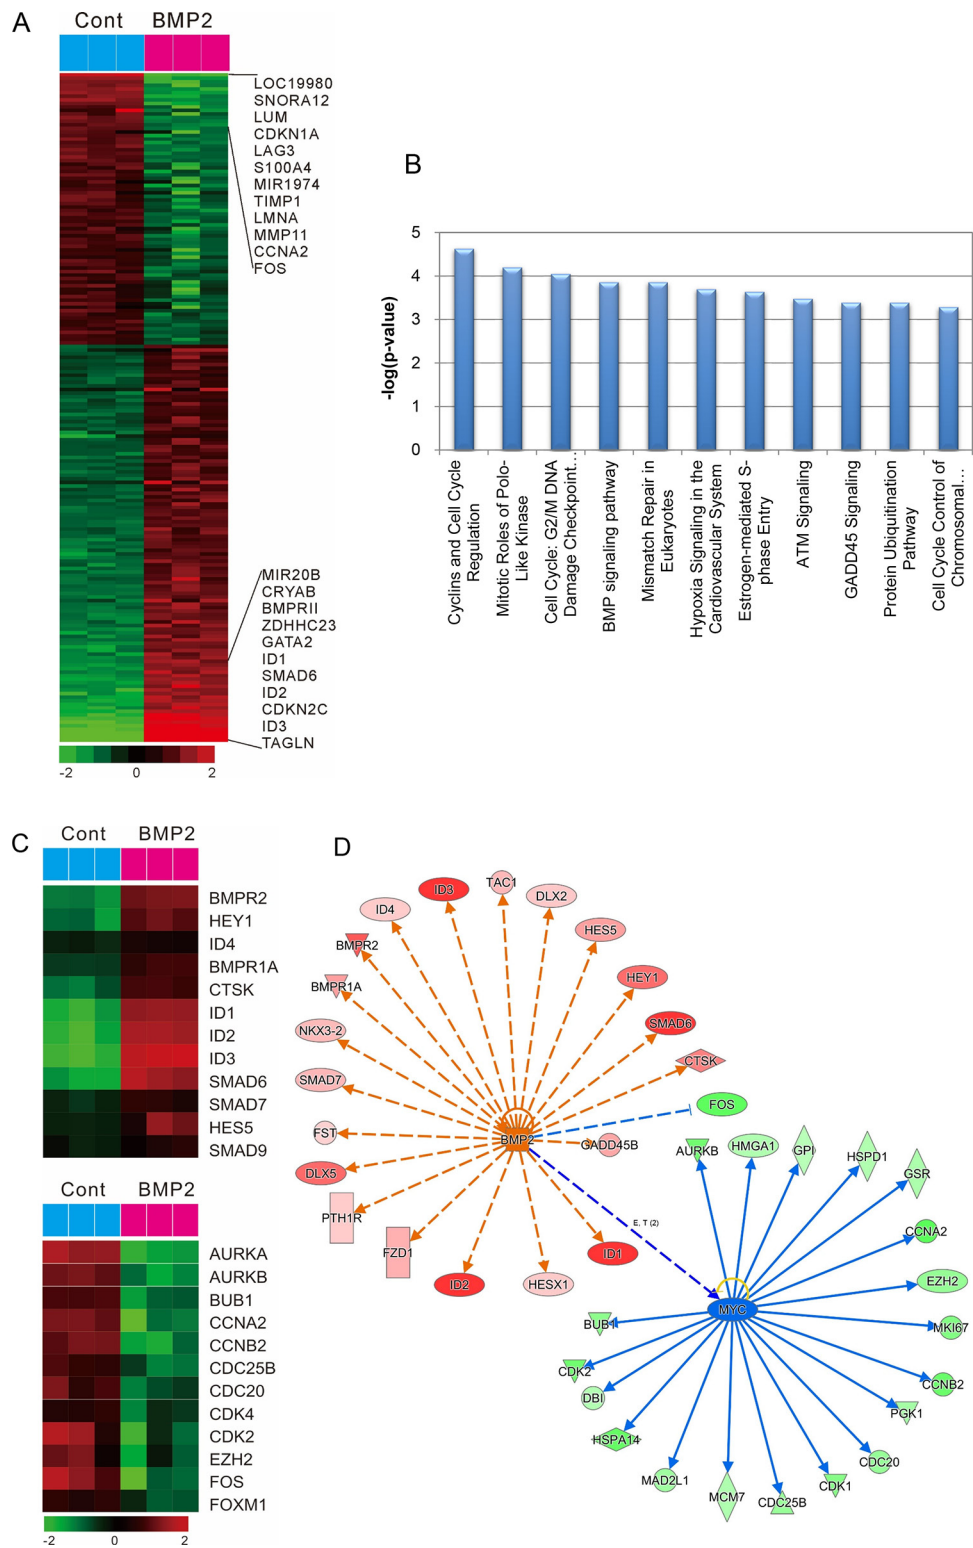 A
Cont BMP2
LOC19980
SNORA12
LUM
CDKN1A
LAG3
S100A4
MIR1974
TIMP1
LMNA
MMP11
CCNA2
FOS
MIR20B
CRYAB
BMPRII
ZDHHC23
GATA2
ID1
SMAD6
ID2
CDKN2C
ID3
TAGLN
-2 0 2
B
-log(p-value)
5
4
3
2
1
0
Cyclins and Cell Cycle
Regulation
Mitotic Roles of Polo-
Like Kinase
Cell Cycle: G2/M DNA
Damage Checkpoint...
BMP signaling pathway
Mismatch Repair in
Eukaryotes
Hypoxia Signaling in the
Cardiovascular System
Estrogen-mediated S-
phase Entry
ATM Signaling
GADD45 Signaling
Protein Ubiquitination
Pathway
Cell Cycle Control of
Chromosomal...
C
Cont BMP2
BMPR2
HEY1
ID4
BMPR1A
CTSK
ID1
ID2
ID3
SMAD6
SMAD7
HES5
SMAD9
Cont BMP2
AURKA
AURKB
BUB1
CCNA2
CCNB2
CDC25B
CDC20
CDK4
CDK2
EZH2
FOS
FOXM1
-2 0 2
D
TAC1
ID3
DLX2
ID4
HES5
BMPR2
HEY1
BMPR1A
SMAD6
NKX3-2
CTSK
SMAD7
FOS
FST
BMP2
GADD45B
DLX5
PTH1R
FZD1
ID2
HESX1
ID1
E, T (2)
AURKB
HMGA1
GPI
HSPD1
GSR
CCNA2
EZH2
MYC
MKI67
BUB1
CDK2
CCNB2
DBI
PGK1
HSPA14
CDC20
MAD2L1
MCM7
CDC25B
CDK1